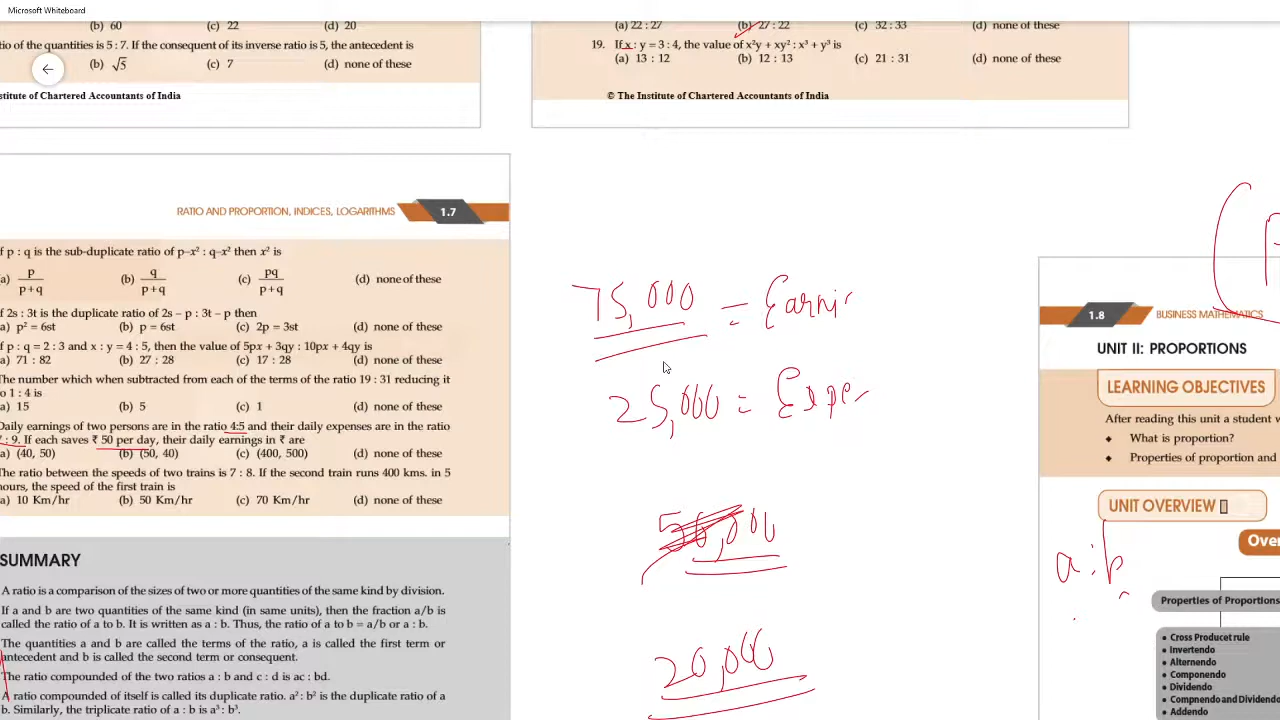 Microsoft Whiteboard
(b) 60 (c) 22 (d) 20
tio of the quantities is 5 : 7. If the consequent of its inverse ratio is 5, the antecedent is
(b) √5 (c) 7 (d) none of these
stitute of Chartered Accountants of India
(a) 22 : 27 (b) 27 : 22 (c) 32 : 33 (d) none of these
19. If x : y = 3 : 4, the value of x²y + xy² : x³ + y³ is
(a) 13 : 12 (b) 12 : 13 (c) 21 : 31 (d) none of these
© The Institute of Chartered Accountants of India
RATIO AND PROPORTION, INDICES, LOGARITHMS 1.7
f p : q is the sub-duplicate ratio of p–x² : q–x² then x² is
a) p/p+q (b) q/p+q (c) pq/p+q (d) none of these
f 2s : 3t is the duplicate ratio of 2s – p : 3t – p then
a) p² = 6st (b) p = 6st (c) 2p = 3st (d) none of these
f p : q = 2 : 3 and x : y = 4 : 5, then the value of 5px + 3qy : 10px + 4qy is
a) 71 : 82 (b) 27 : 28 (c) 17 : 28 (d) none of these
The number which when subtracted from each of the terms of the ratio 19 : 31 reducing it
o 1 : 4 is
a) 15 (b) 5 (c) 1 (d) none of these
Daily earnings of two persons are in the ratio 4:5 and their daily expenses are in the ratio
: 9. If each saves ₹ 50 per day, their daily earnings in ₹ are
a) (40, 50) (b) (50, 40) (c) (400, 500) (d) none of these
The ratio between the speeds of two trains is 7 : 8. If the second train runs 400 kms. in 5
hours, the speed of the first train is
a) 10 Km/hr (b) 50 Km/hr (c) 70 Km/hr (d) none of these
SUMMARY
A ratio is a comparison of the sizes of two or more quantities of the same kind by division.
If a and b are two quantities of the same kind (in same units), then the fraction a/b is
called the ratio of a to b. It is written as a : b. Thus, the ratio of a to b = a/b or a : b.
The quantities a and b are called the terms of the ratio, a is called the first term or
antecedent and b is called the second term or consequent.
The ratio compounded of the two ratios a : b and c : d is ac : bd.
A ratio compounded of itself is called its duplicate ratio. a² : b² is the duplicate ratio of a
b. Similarly, the triplicate ratio of a : b is a³ : b³.
75,000 = Earni
25,000 = Expe
50,000
20,000
1.8 BUSINESS MATHEMATICS
UNIT II: PROPORTIONS
LEARNING OBJECTIVES
After reading this unit a student w
◆ What is proportion?
◆ Properties of proportion and
UNIT OVERVIEW
Over
a : b
Properties of Proportions
• Cross Producet rule
• Invertendo
• Alternendo
• Componendo
• Dividendo
• Compnendo and Dividendo
• Addendo